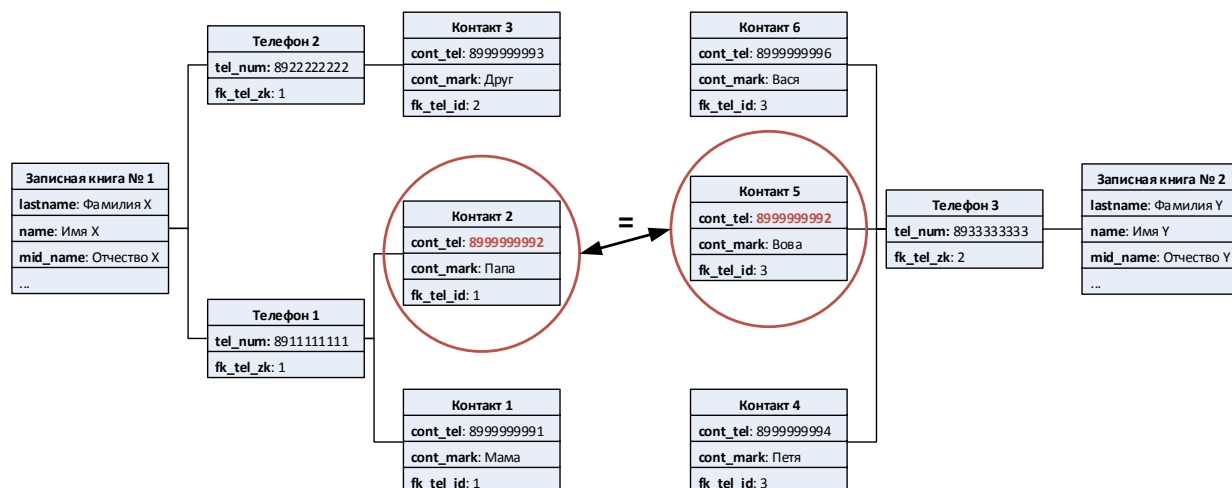 Записная книга № 1
lastname: Фамилия X
name: Имя X
mid_name: Отчество X
...
Телефон 2
tel_num: 8922222222
fk_tel_zk: 1
Телефон 1
tel_num: 8911111111
fk_tel_zk: 1
Контакт 3
cont_tel: 8999999993
cont_mark: Друг
fk_tel_id: 2
Контакт 2
cont_tel: 8999999992
cont_mark: Папа
fk_tel_id: 1
Контакт 1
cont_tel: 8999999991
cont_mark: Мама
fk_tel_id: 1
=
Контакт 6
cont_tel: 8999999996
cont_mark: Вася
fk_tel_id: 3
Контакт 5
cont_tel: 8999999992
cont_mark: Вова
fk_tel_id: 3
Контакт 4
cont_tel: 8999999994
cont_mark: Петя
fk_tel_id: 3
Телефон 3
tel_num: 8933333333
fk_tel_zk: 2
Записная книга № 2
lastname: Фамилия Y
name: Имя Y
mid_name: Отчество Y
...